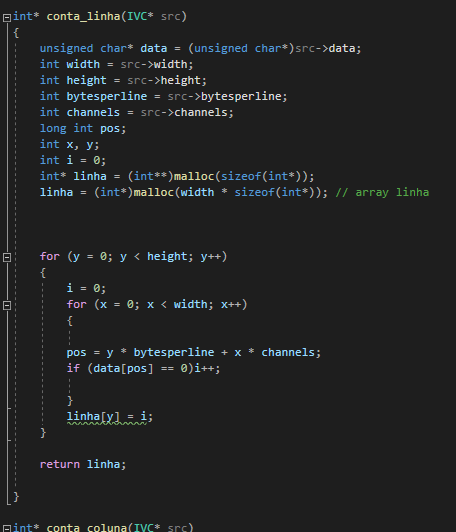 int* conta_linha(IVC* src)
{
unsigned char* data = (unsigned char*)src->data;
int width = src->width;
int height = src->height;
int bytesperline = src->bytesperline;
int channels = src->channels;
long int pos;
int x, y;
int i = 0;
int* linha = (int**)malloc(sizeof(int*));
linha = (int*)malloc(width * sizeof(int*)); // array linha
for (y = 0; y < height; y++)
{
i = 0;
for (x = 0; x < width; x++)
{
pos = y * bytesperline + x * channels;
if (data[pos] == 0)i++;
}
linha[y] = i;
}
return linha;
}
int* conta_coluna(IVC* src)